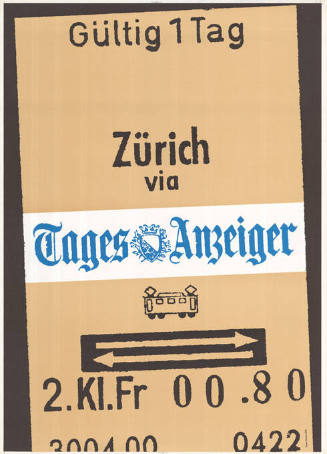 Gültig 1 Tag
Zürich
via
Tages Anzeiger
2.Kl.Fr 00.80
3004 00 0422